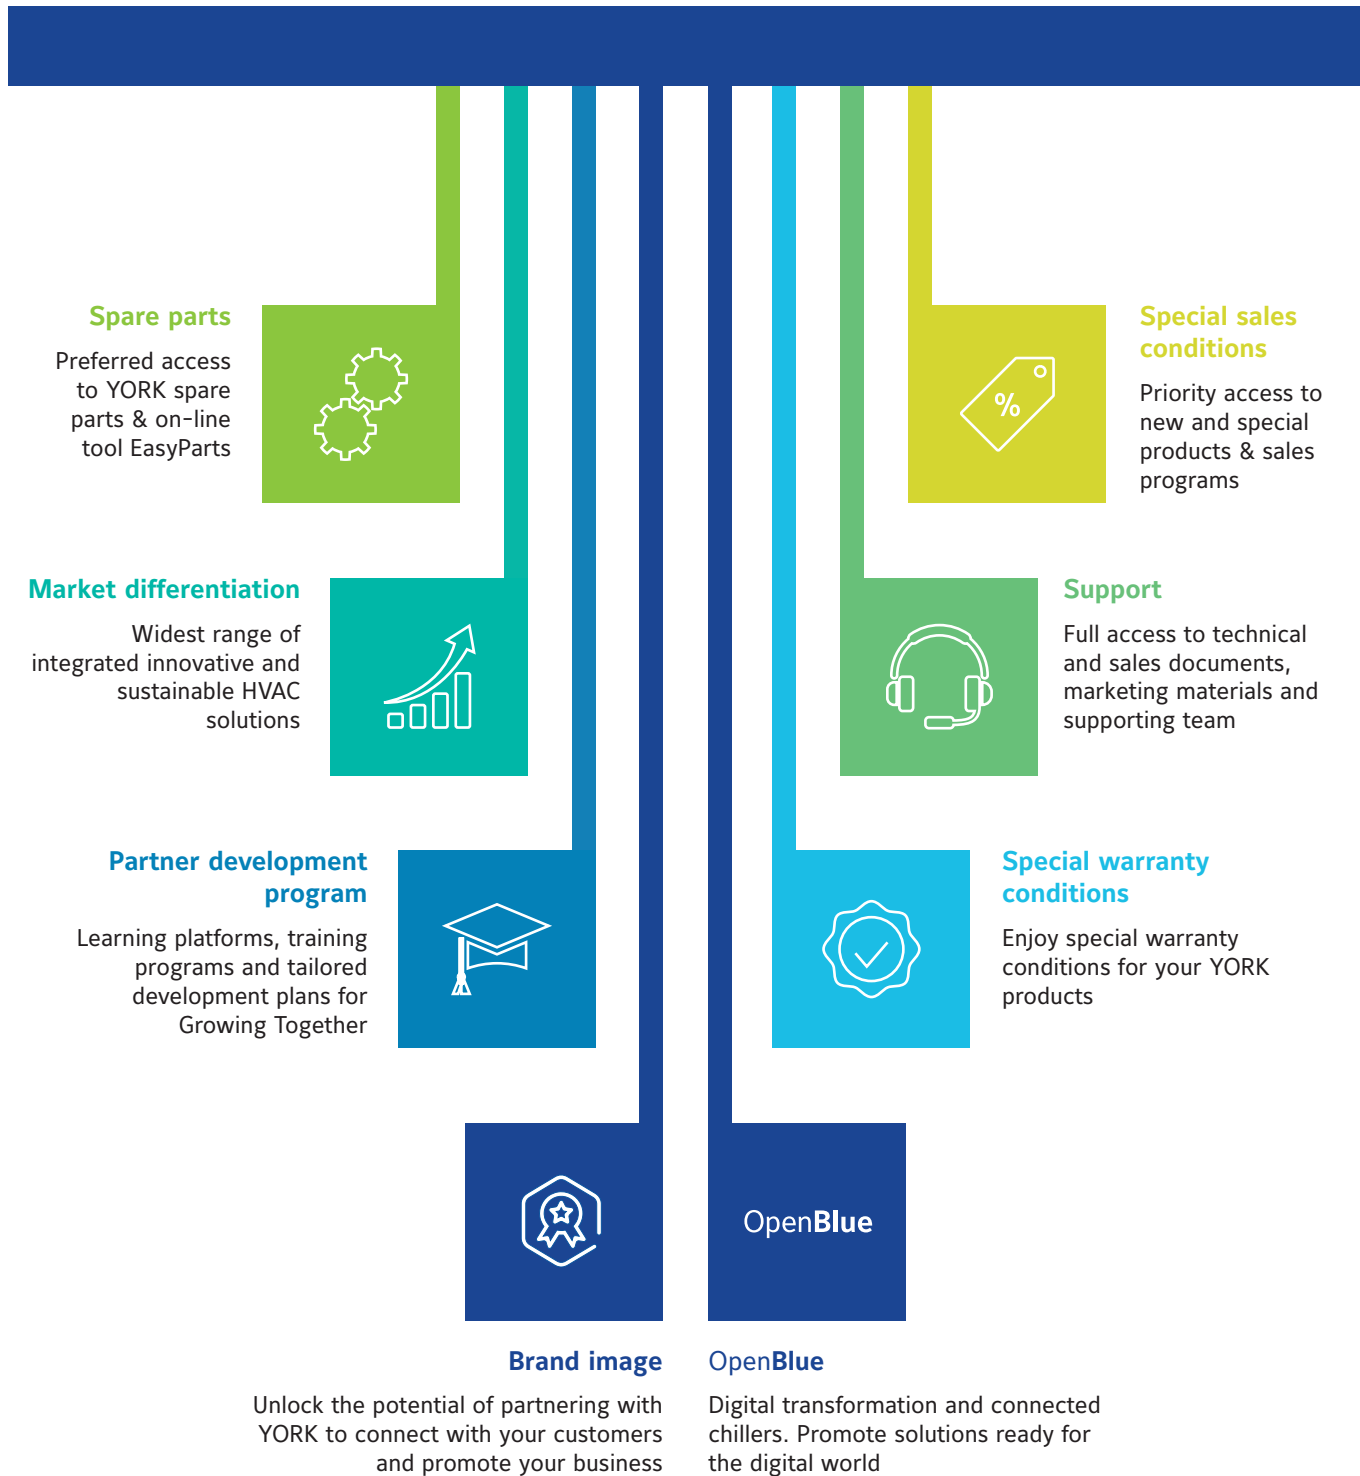 Spare parts
Preferred access
to YORK spare
parts & on-line
tool EasyParts
%
Special sales
conditions
Priority access to
new and special
products & sales
programs
Market differentiation
Widest range of
integrated innovative and
sustainable HVAC
solutions
Support
Full access to technical
and sales documents,
marketing materials and
supporting team
Partner development
program
Learning platforms, training
programs and tailored
development plans for
Growing Together
Special warranty
conditions
Enjoy special warranty
conditions for your YORK
products
OpenBlue
Brand image
Unlock the potential of partnering with
YORK to connect with your customers
and promote your business
OpenBlue
Digital transformation and connected
chillers. Promote solutions ready for
the digital world